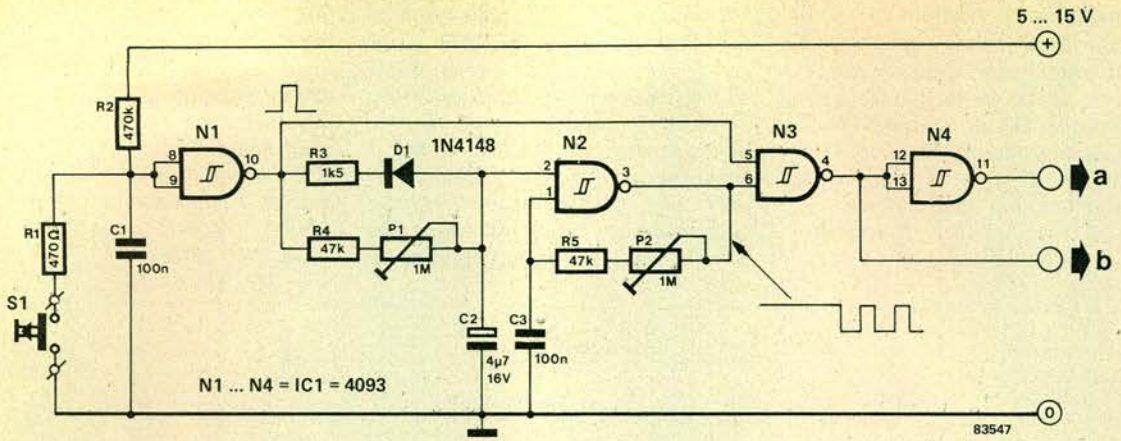 5 ... 15 V
+
R2
470k
N1
8
9
10
R3
1k5
D1
1N4148
N2
2
1
3
N3
5
6
4
N4
12
13
11
a
b
R1
470 Ω
C1
100n
R4
47k
P1
1M
R5
47k
P2
1M
S1
C2
4µ7
16V
C3
100n
N1 ... N4 = IC1 = 4093
0
83547